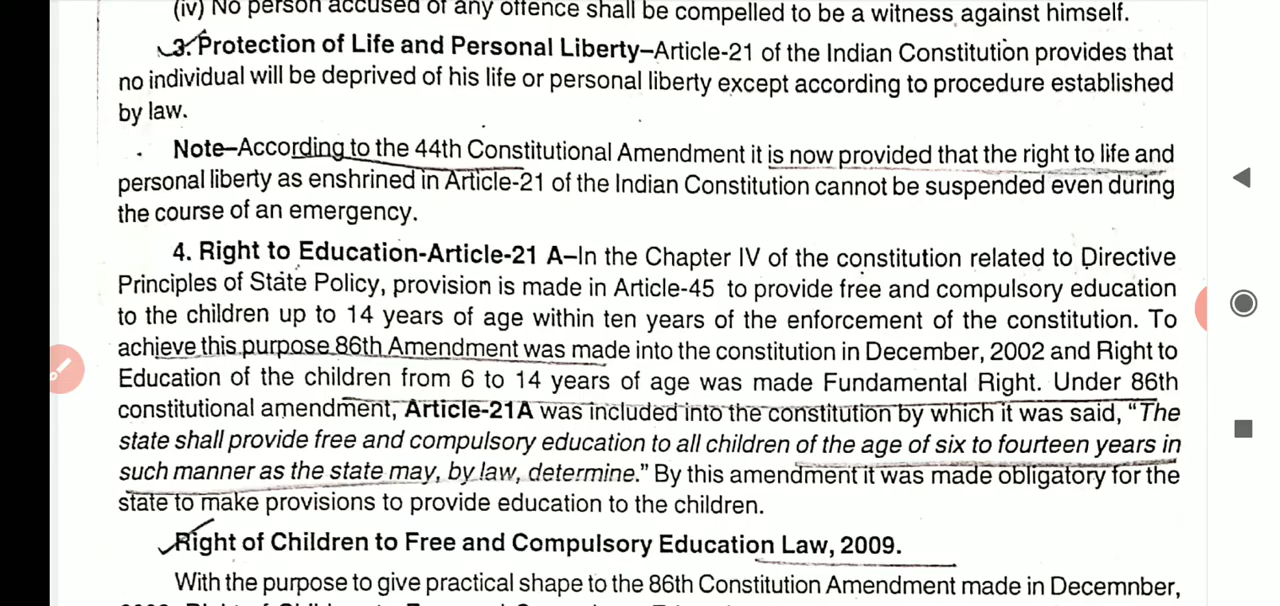 (iv) No person accused of any offence shall be compelled to be a witness against himself.
3. Protection of Life and Personal Liberty–Article-21 of the Indian Constitution provides that
no individual will be deprived of his life or personal liberty except according to procedure established
by law.
Note–According to the 44th Constitutional Amendment it is now provided that the right to life and
personal liberty as enshrined in Article-21 of the Indian Constitution cannot be suspended even during
the course of an emergency.
4. Right to Education-Article-21 A–In the Chapter IV of the constitution related to Directive
Principles of State Policy, provision is made in Article-45 to provide free and compulsory education
to the children up to 14 years of age within ten years of the enforcement of the constitution. To
achieve this purpose 86th Amendment was made into the constitution in December, 2002 and Right to
Education of the children from 6 to 14 years of age was made Fundamental Right. Under 86th
constitutional amendment, Article-21A was included into the constitution by which it was said, “The
state shall provide free and compulsory education to all children of the age of six to fourteen years in
such manner as the state may, by law, determine.” By this amendment it was made obligatory for the
state to make provisions to provide education to the children.
Right of Children to Free and Compulsory Education Law, 2009.
With the purpose to give practical shape to the 86th Constitution Amendment made in Decemnber,